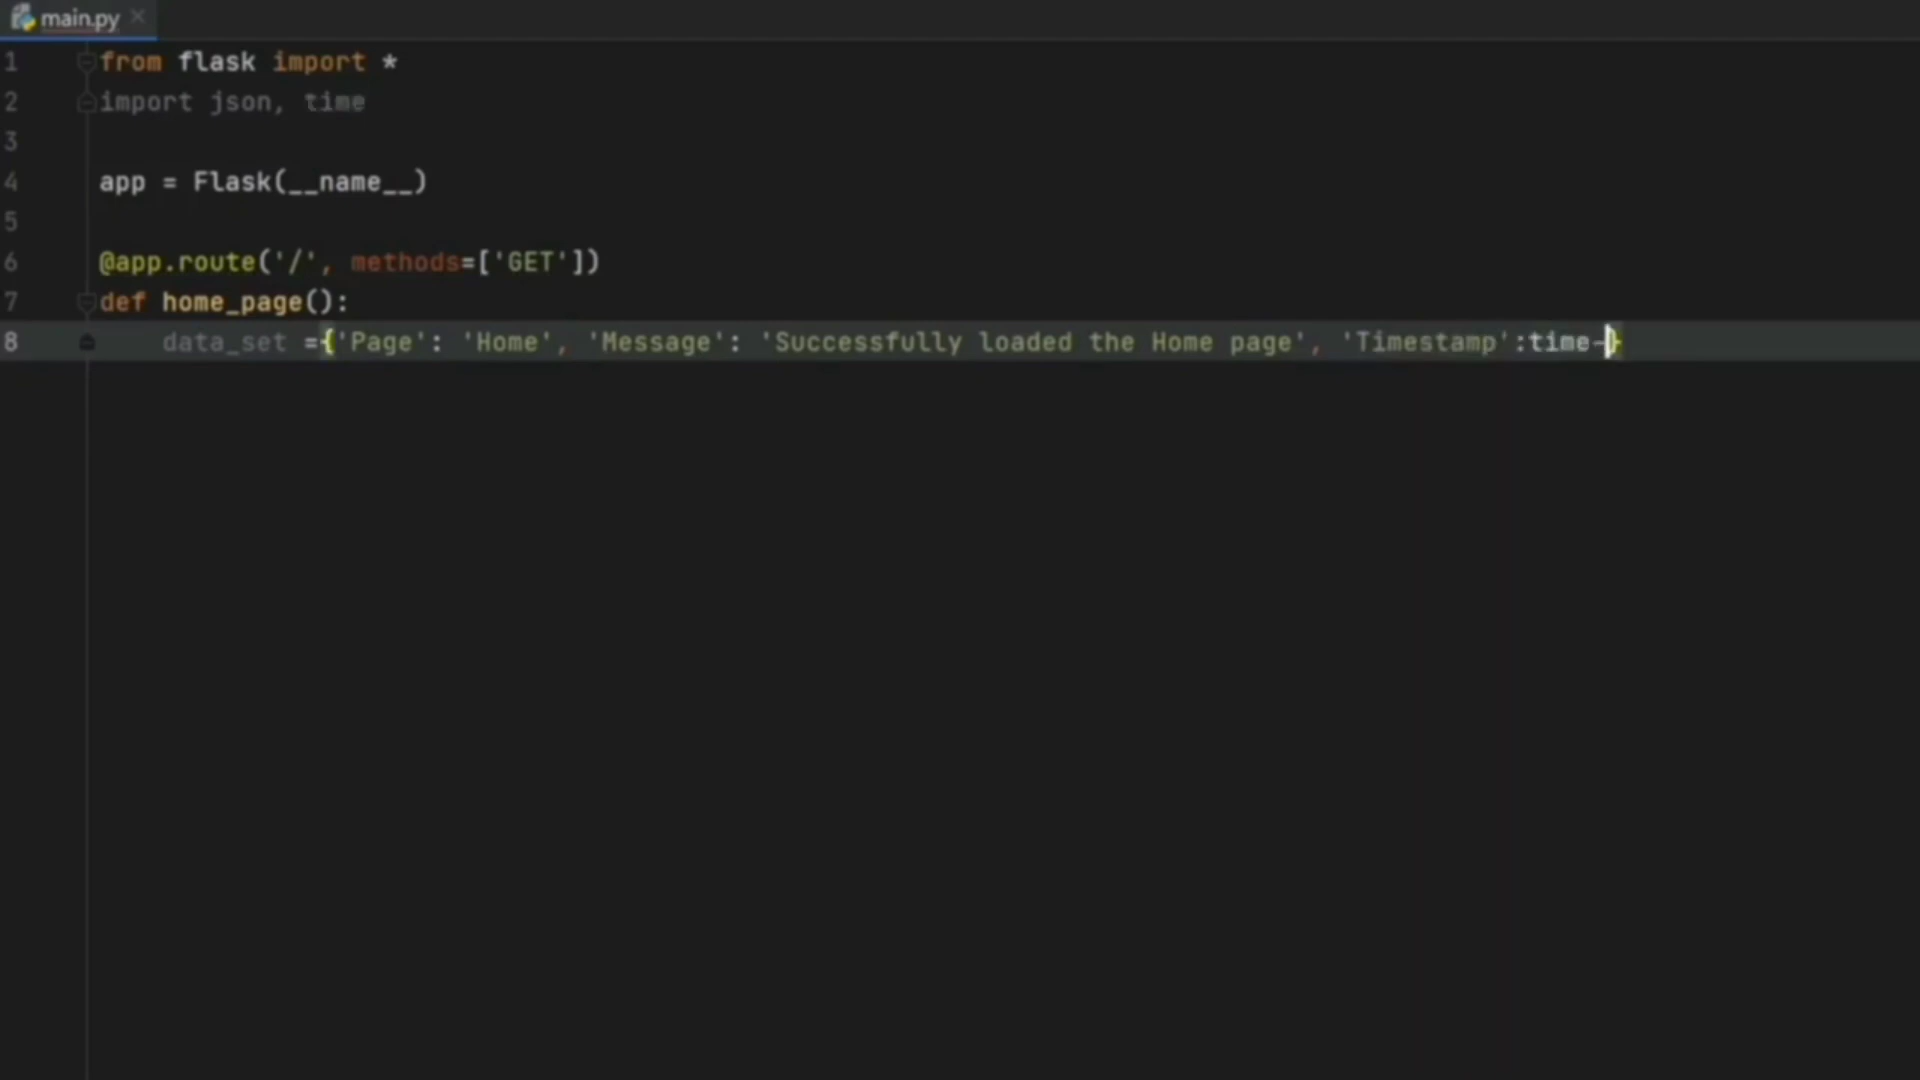 main.py
1 from flask import *
2 import json, time
3
4 app = Flask(__name__)
5
6 @app.route('/', methods=['GET'])
7 def home_page():
8 data_set ={'Page': 'Home', 'Message': 'Successfully loaded the Home page', 'Timestamp':time-}